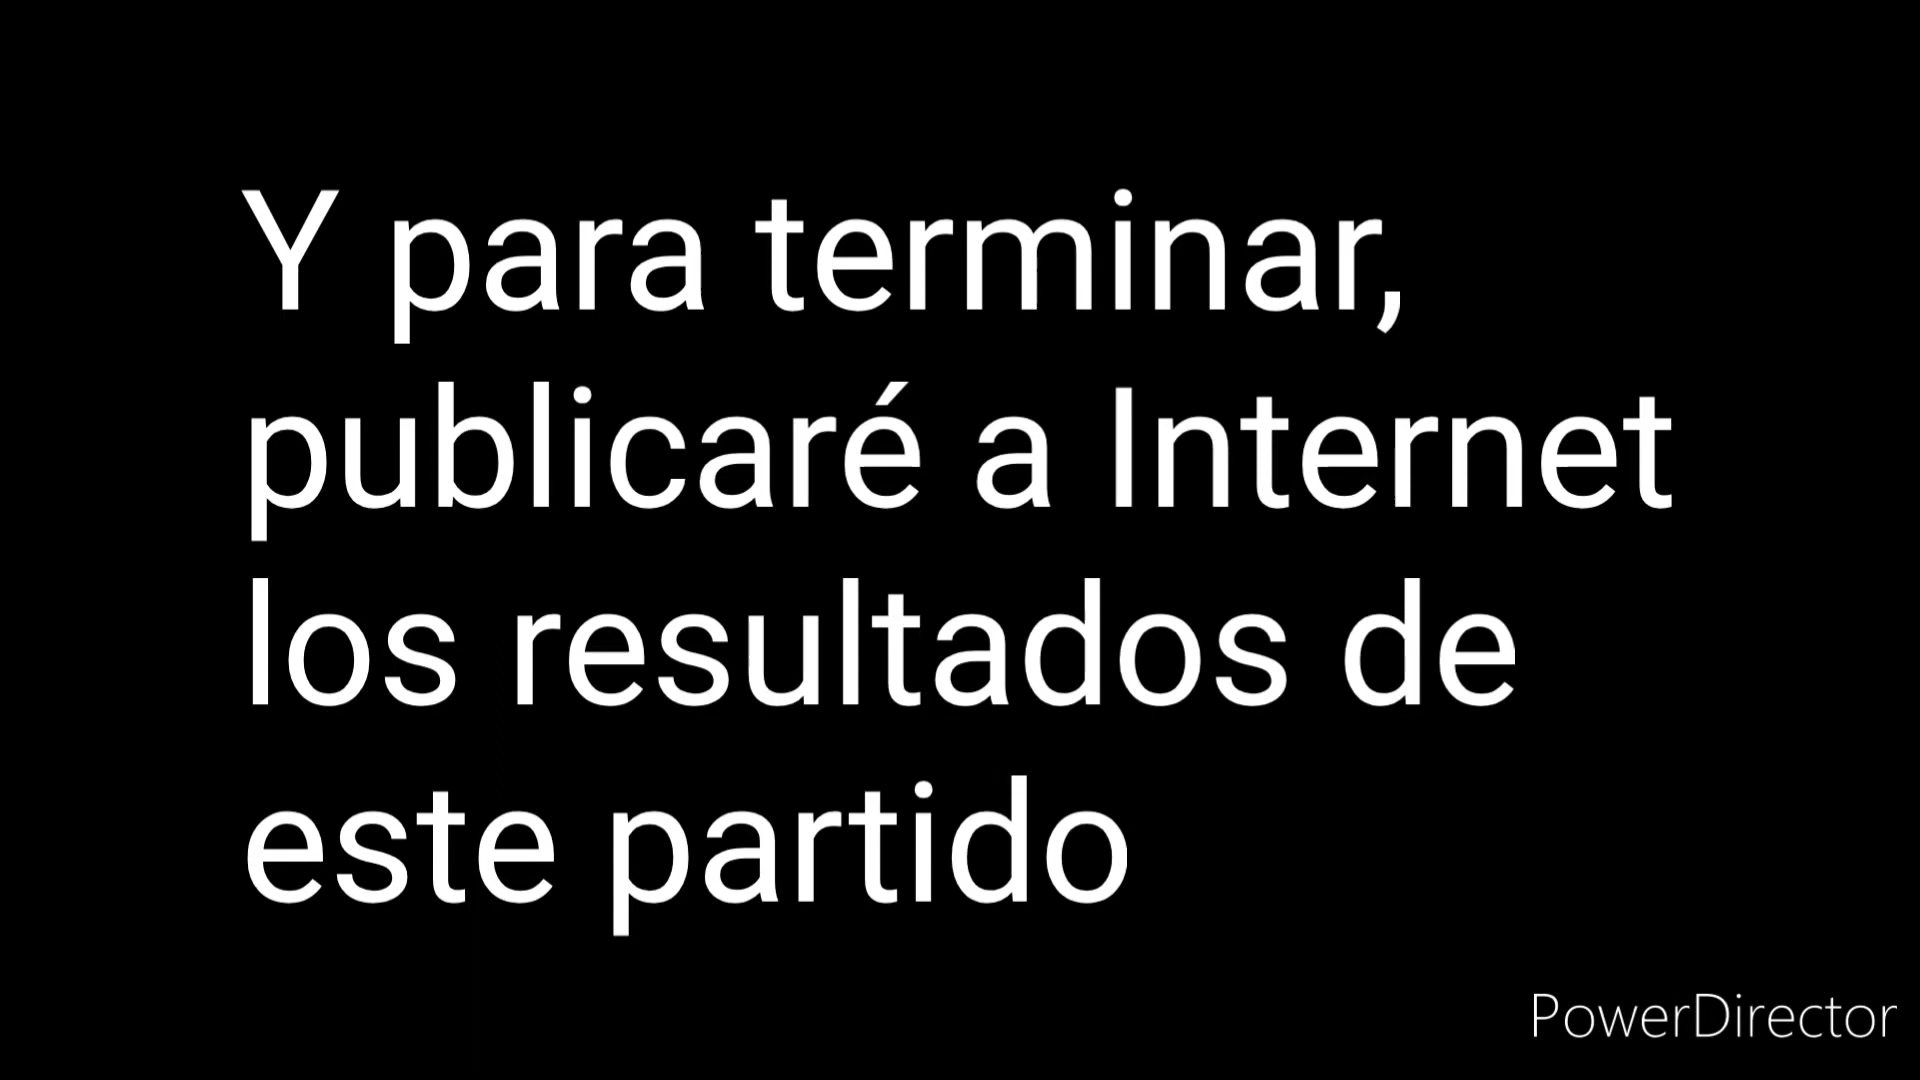 Y para terminar,
publicaré a Internet
los resultados de
este partido
PowerDirector